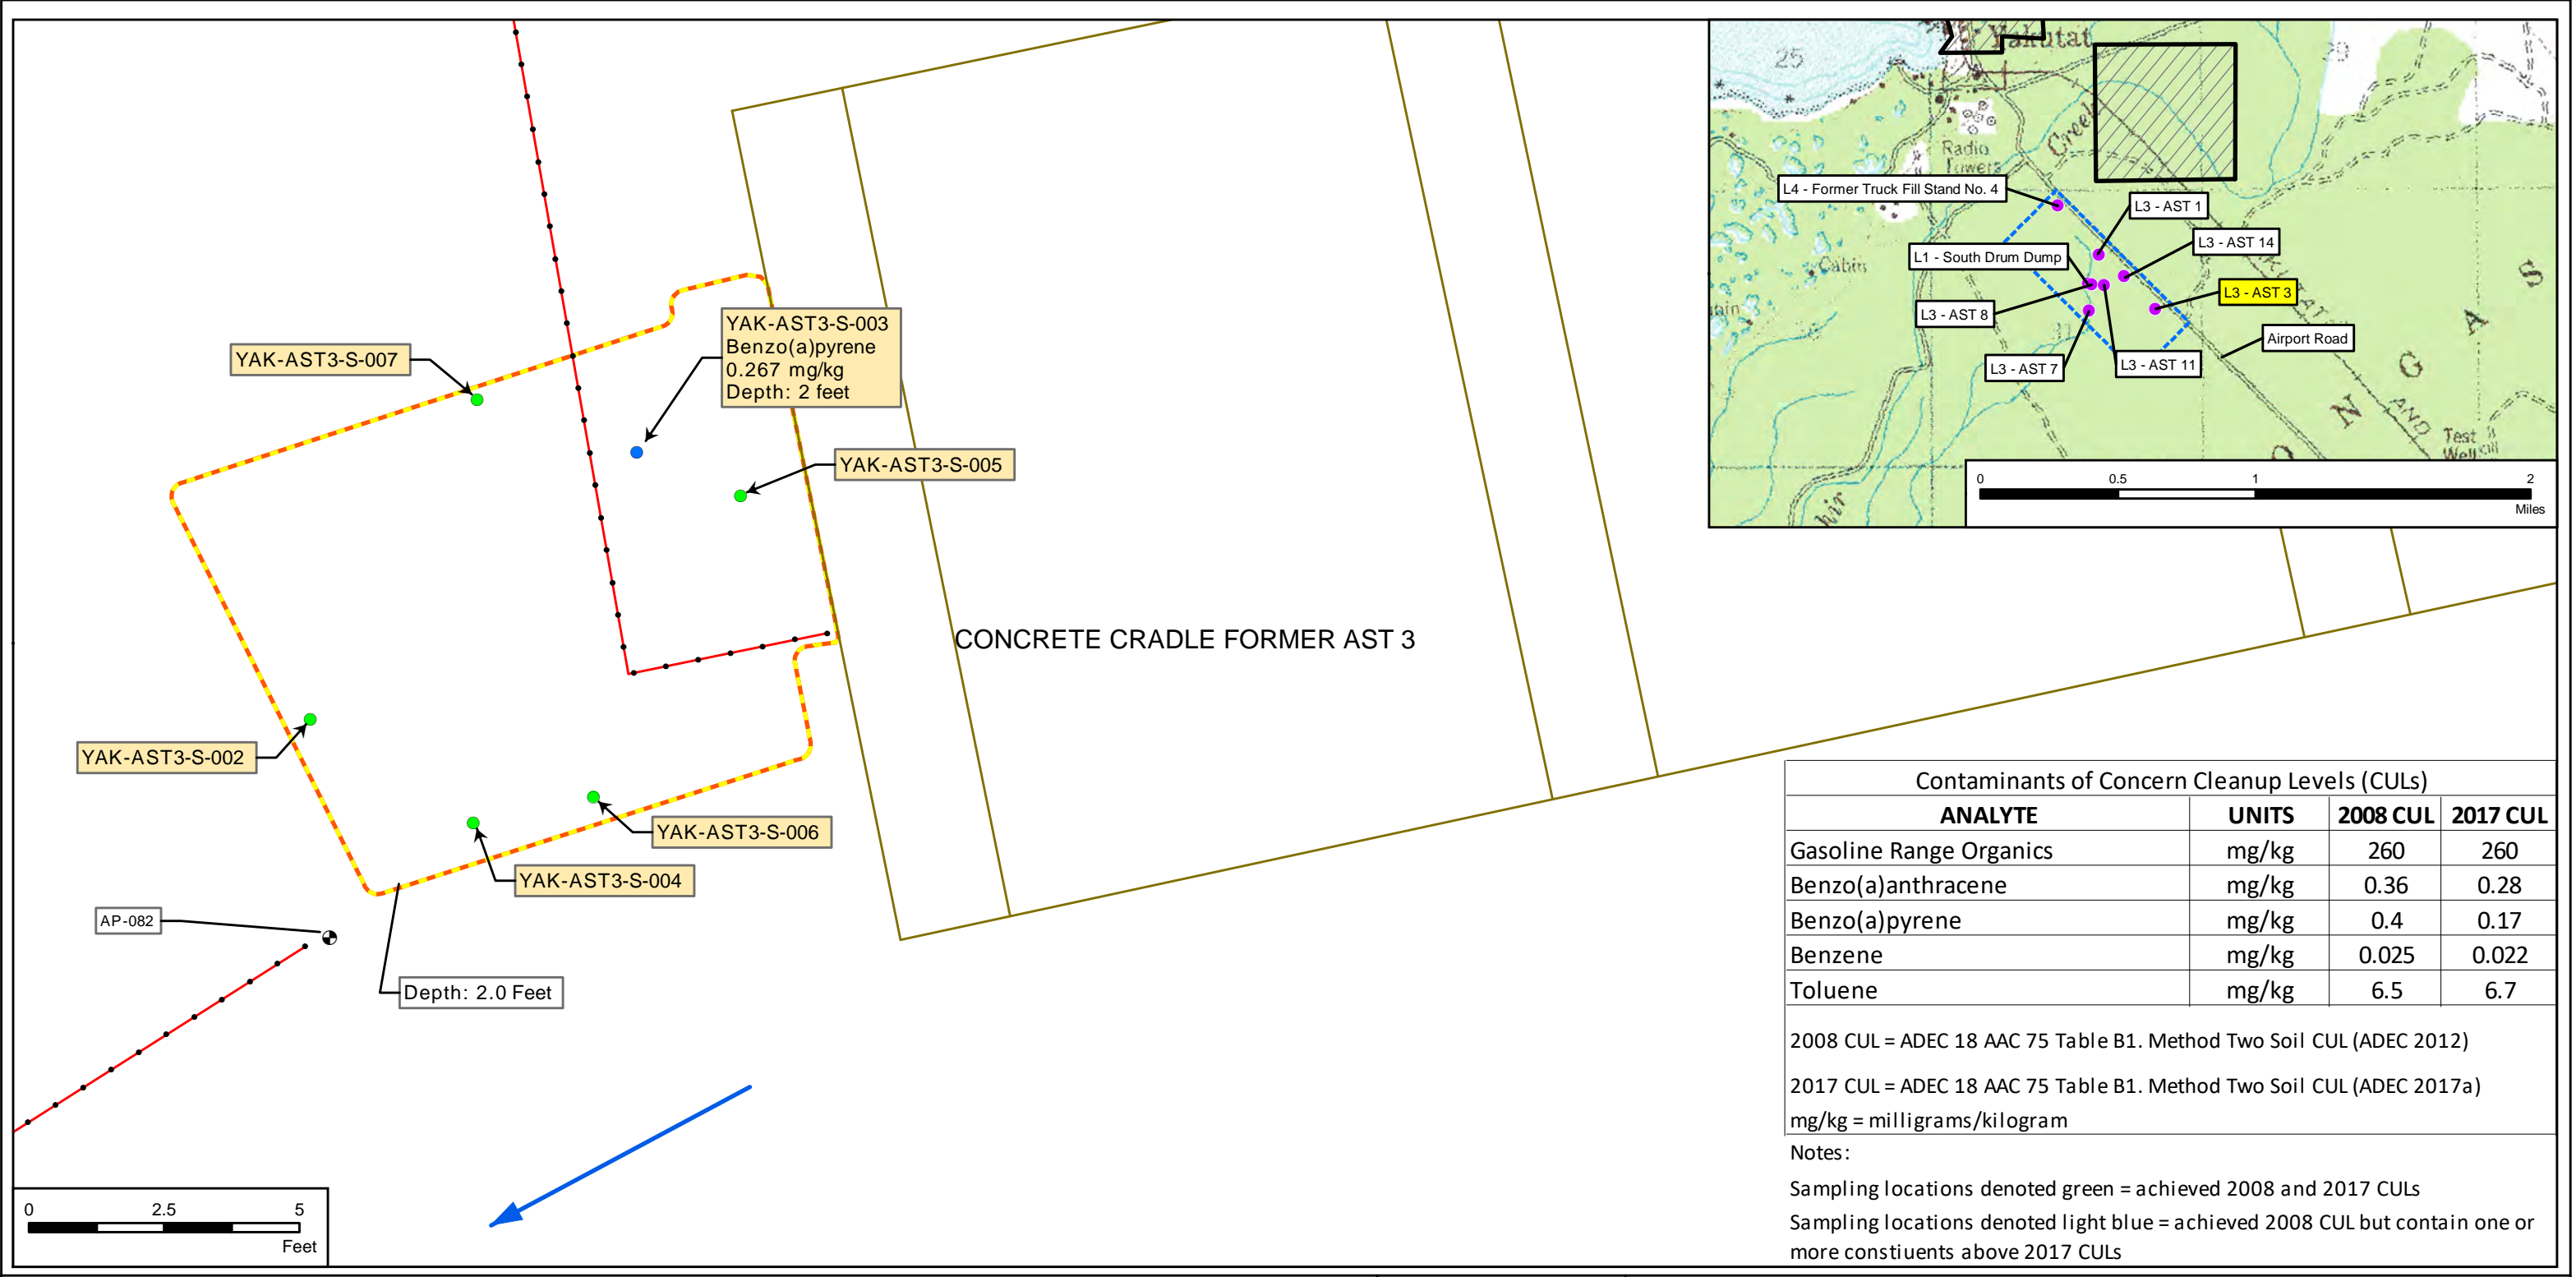 YAK-AST3-S-007
YAK-AST3-S-003
Benzo(a)pyrene
0.267 mg/kg
Depth: 2 feet
YAK-AST3-S-005
CONCRETE CRADLE FORMER AST 3
YAK-AST3-S-002
YAK-AST3-S-006
YAK-AST3-S-004
AP-082
Depth: 2.0 Feet
0 2.5 5
Feet
Yakutat
25
29
Creek
Radio
Towers
L4 - Former Truck Fill Stand No. 4
L3 - AST 1
L3 - AST 14
L1 - South Drum Dump
Cabin
L3 - AST 3
L3 - AST 8
Airport Road
L3 - AST 7
L3 - AST 11
S
A
G
N
O
AND
Test
Well
0 0.5 1 2
Miles
Contaminants of Concern Cleanup Levels (CULs)
ANALYTE UNITS 2008 CUL 2017 CUL
Gasoline Range Organics mg/kg 260 260
Benzo(a)anthracene mg/kg 0.36 0.28
Benzo(a)pyrene mg/kg 0.4 0.17
Benzene mg/kg 0.025 0.022
Toluene mg/kg 6.5 6.7
2008 CUL = ADEC 18 AAC 75 Table B1. Method Two Soil CUL (ADEC 2012)
2017 CUL = ADEC 18 AAC 75 Table B1. Method Two Soil CUL (ADEC 2017a)
mg/kg = milligrams/kilogram
Notes:
Sampling locations denoted green = achieved 2008 and 2017 CULs
Sampling locations denoted light blue = achieved 2008 CUL but contain one or
more constiuents above 2017 CULs